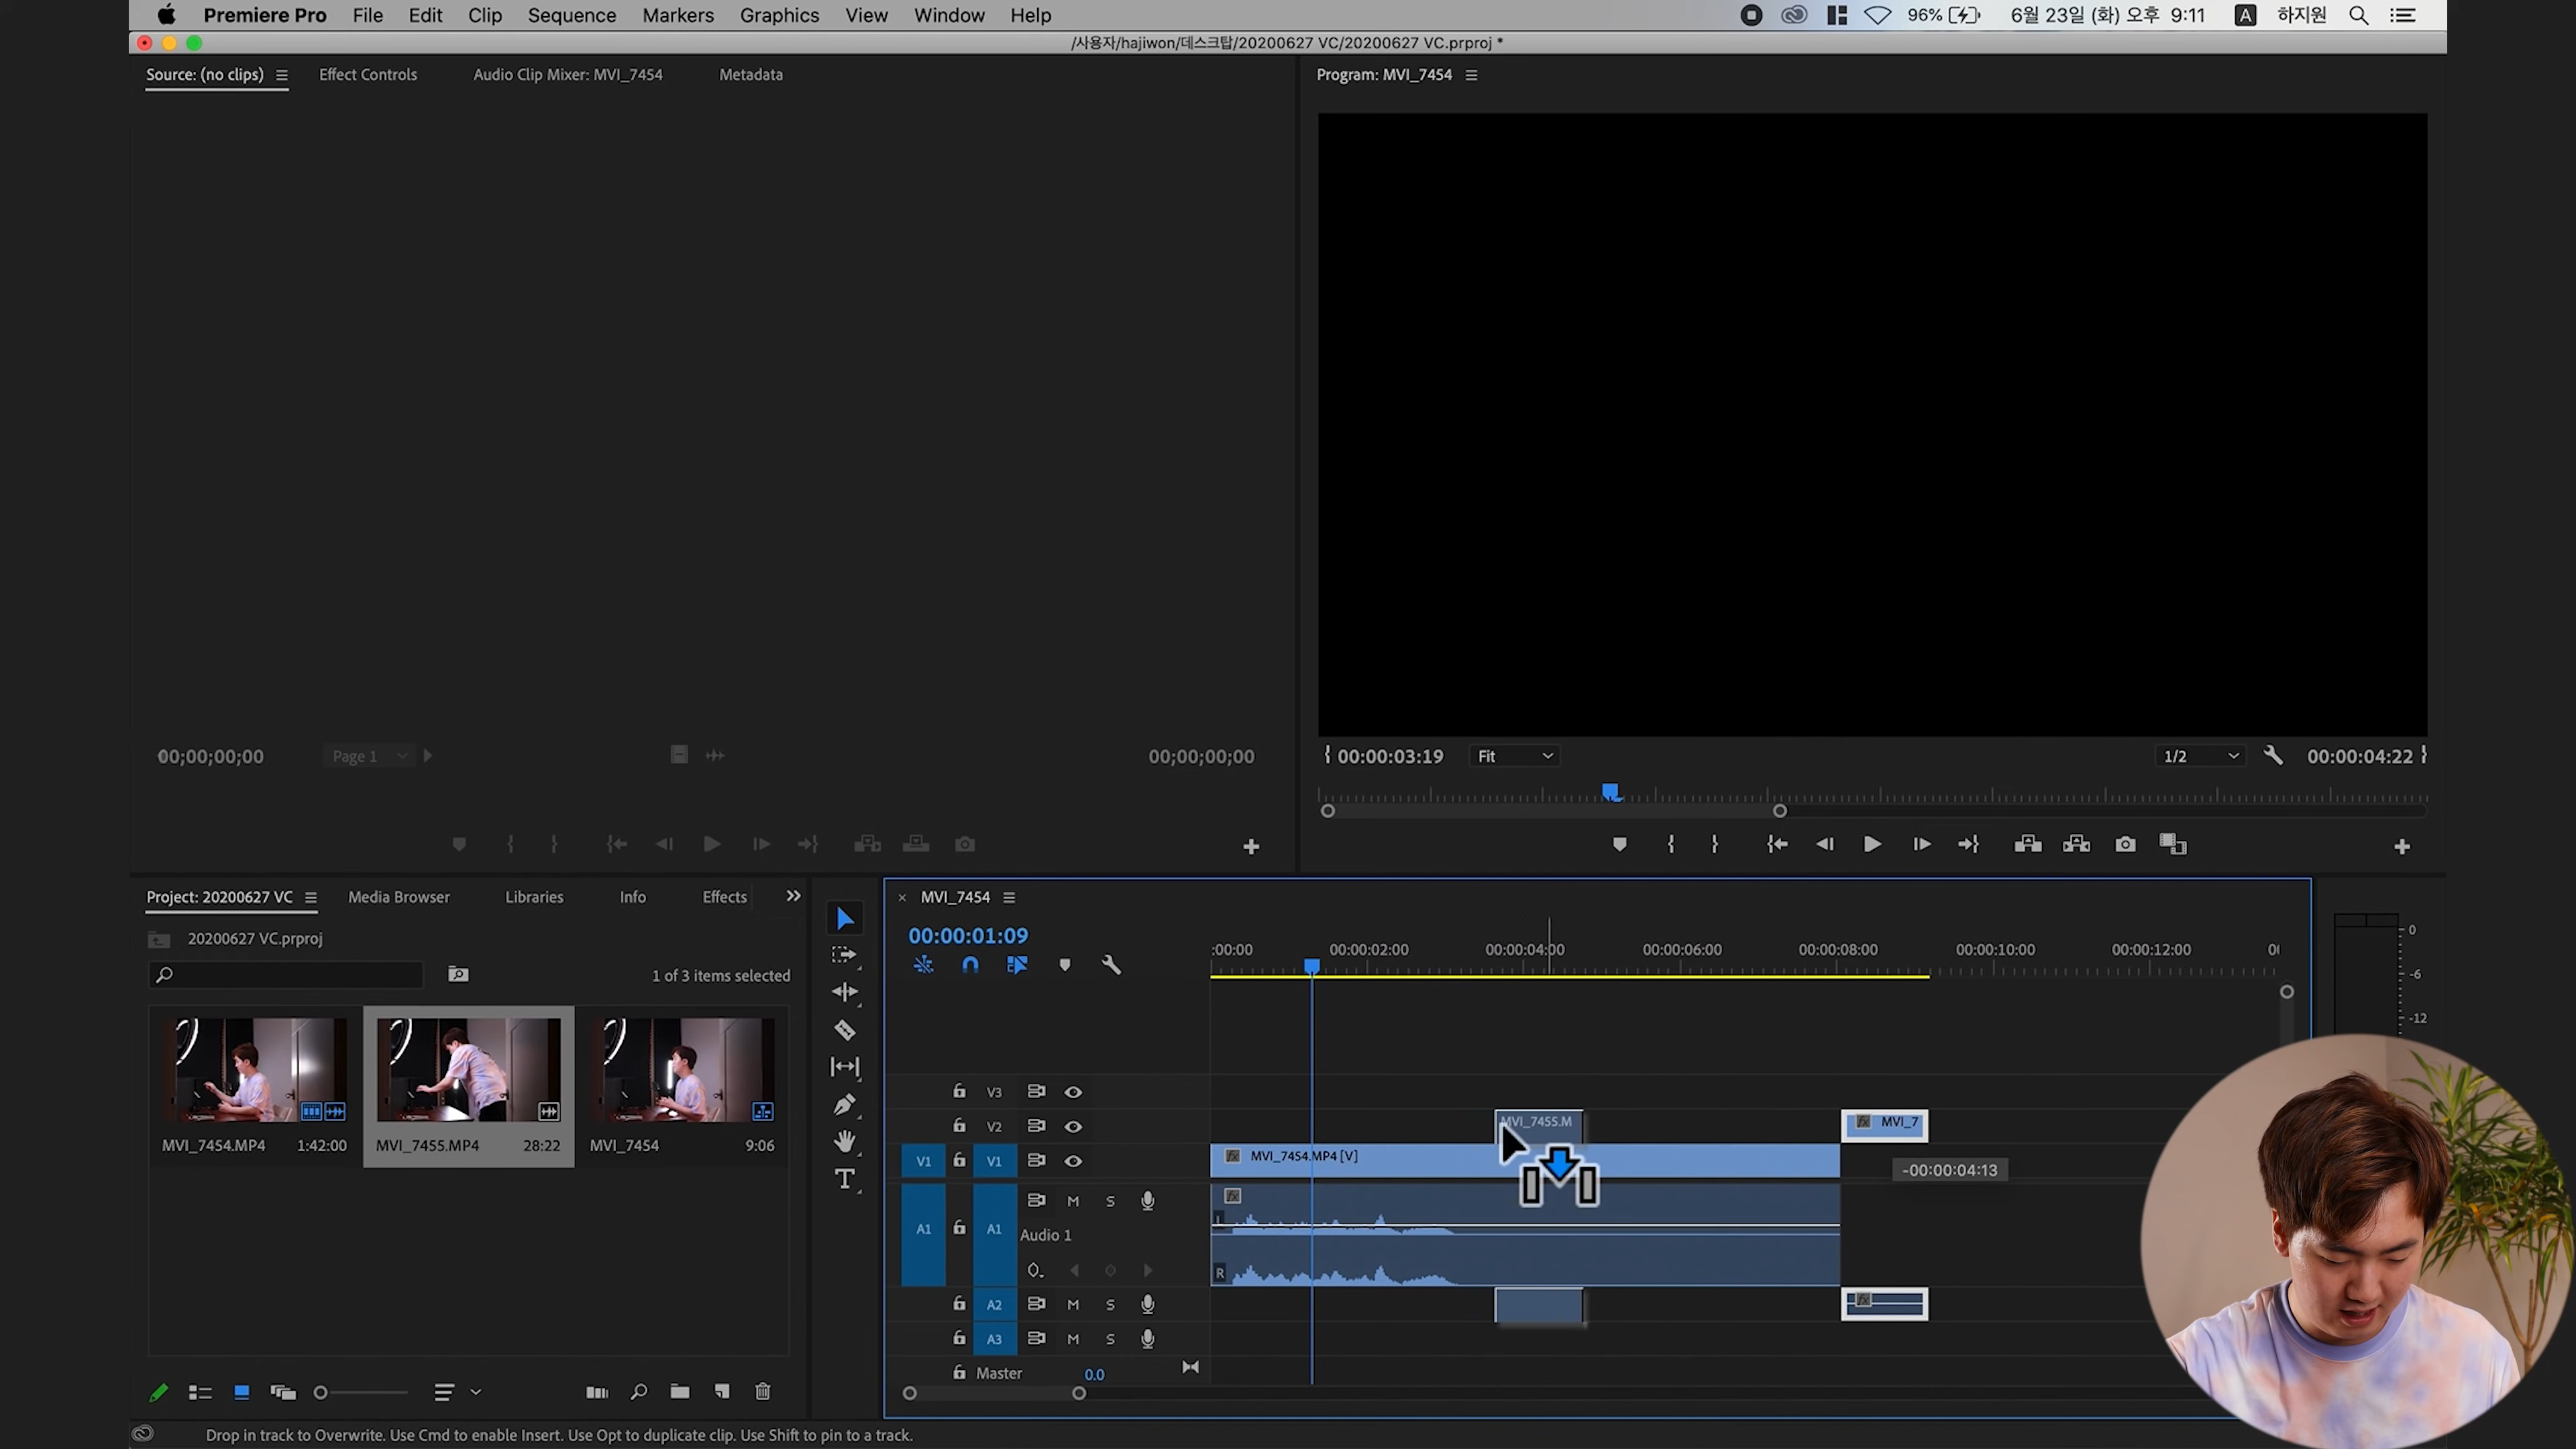 Premiere Pro File Edit Clip Sequence Markers Graphics View Window Help 96% 6월 23일 (화) 오후 9:11 A 하지원
/사용자/hajiwon/데스크탑/20200627 VC/20200627 VC.prproj *
Source: (no clips) Effect Controls Audio Clip Mixer: MVI_7454 Metadata
Program: MVI_7454
00;00;00;00 Page 1 00;00;00;00
00:00:03:19 Fit 1/2 00:00:04:22
Project: 20200627 VC Media Browser Libraries Info Effects
20200627 VC.prproj
1 of 3 items selected
MVI_7454.MP4 1:42:00 MVI_7455.MP4 28:22 MVI_7454 9:06
MVI_7454
00:00:01:09
:00:00 00:00:02:00 00:00:04:00 00:00:06:00 00:00:08:00 00:00:10:00 00:00:12:00
0
-6
-12
V3
V2 MVI_7455.M MVI_7
V1 V1 MVI_7454.MP4 [V]
-00:00:04:13
A1 A1 M S
Audio 1
L
R
A2 M S
A3 M S
Master 0.0
Drop in track to Overwrite. Use Cmd to enable Insert. Use Opt to duplicate clip. Use Shift to pin to a track.